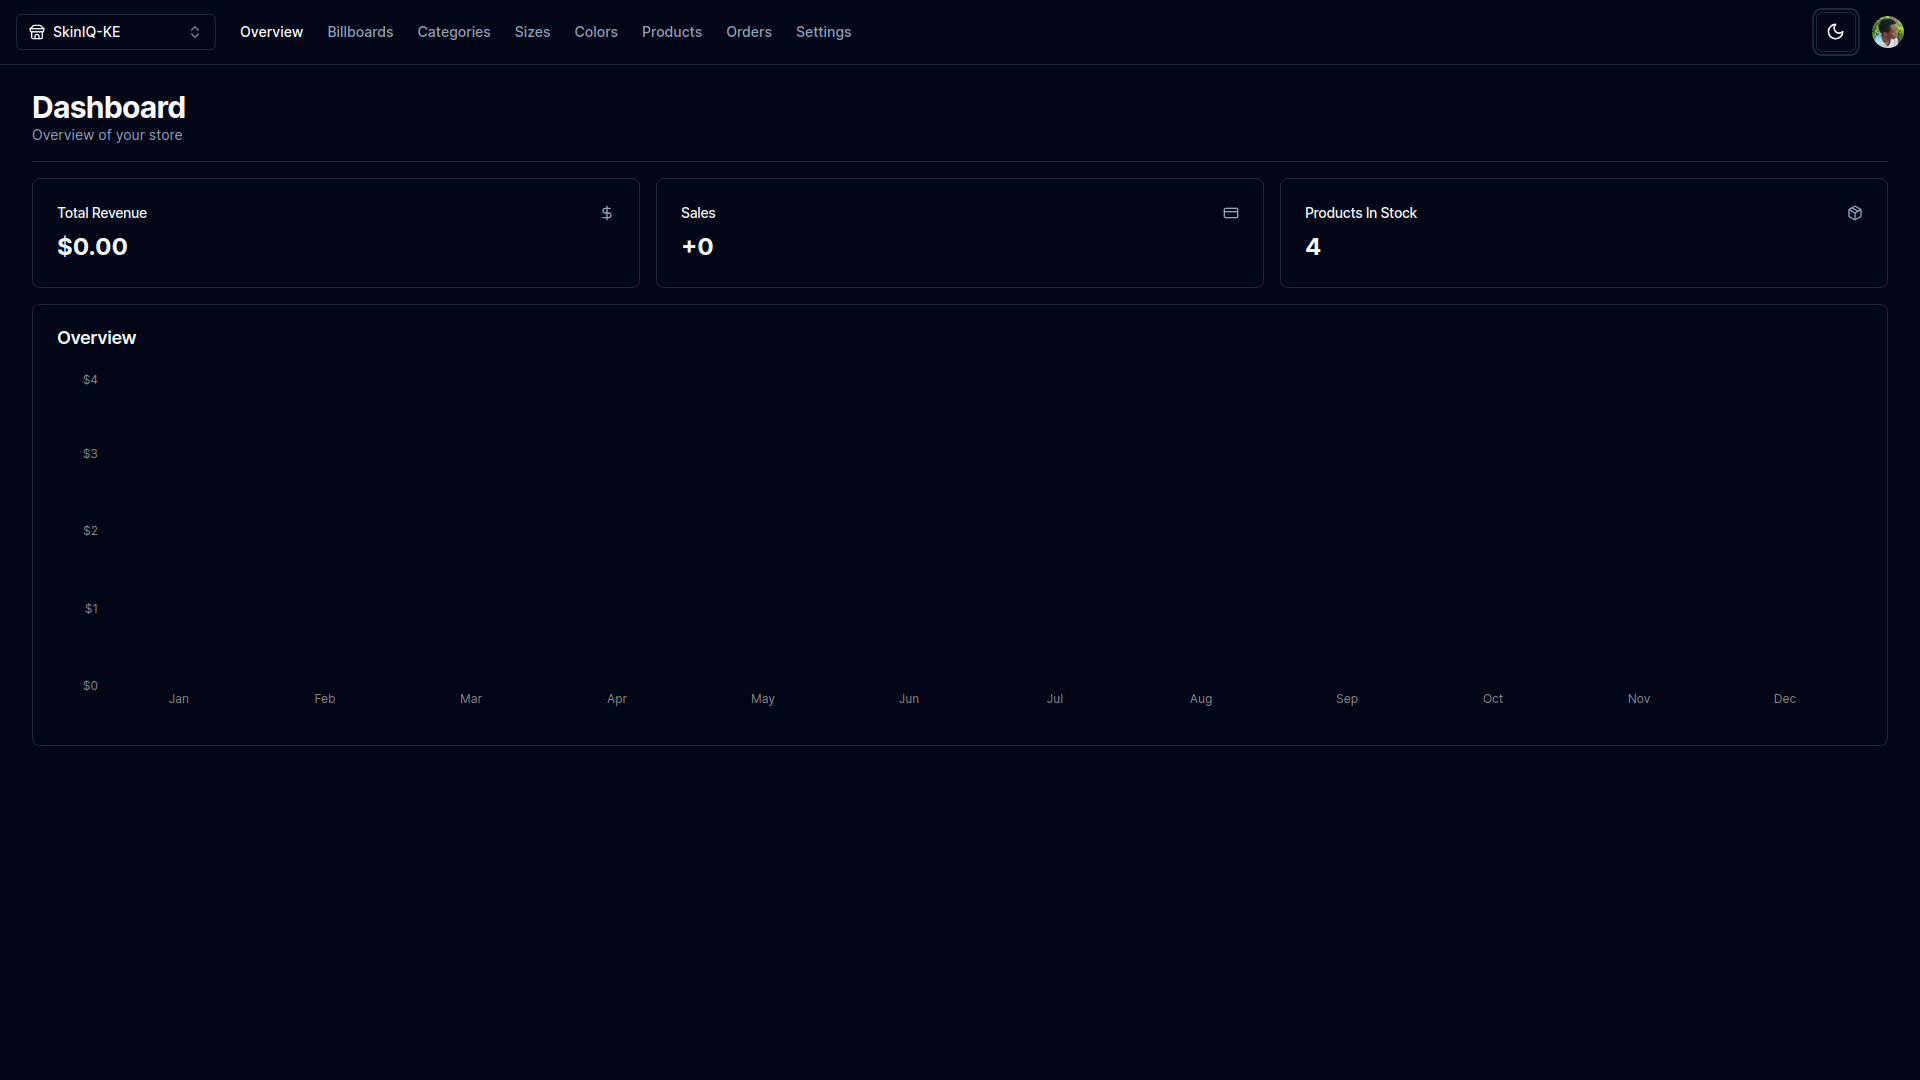 SkinIQ-KE
Overview
Billboards
Categories
Sizes
Colors
Products
Orders
Settings
Dashboard
Overview of your store
Total Revenue
$
$0.00
Sales
+0
Products In Stock
4
Overview
$4
$3
$2
$1
$0
Jan
Feb
Mar
Apr
May
Jun
Jul
Aug
Sep
Oct
Nov
Dec